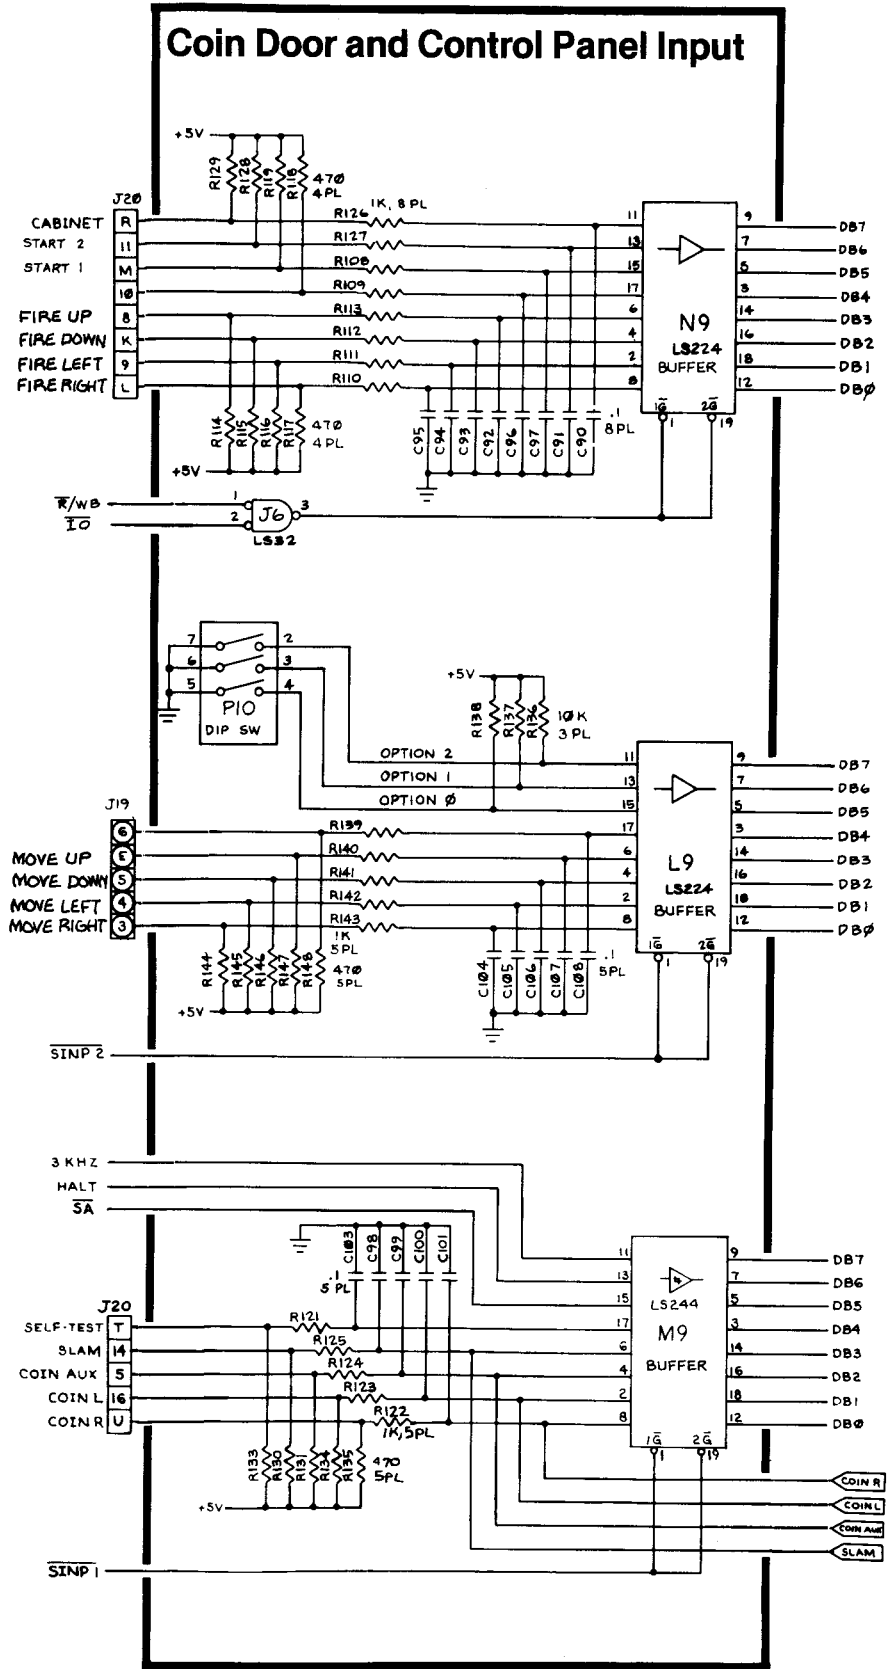 Coin Door and Control Panel Input
+5V
R129
R128
R119
R118
470
4PL
J20
CABINET R
START 2 11
START 1 M
10
FIRE UP 8
FIRE DOWN K
FIRE LEFT 9
FIRE RIGHT L
1K, 8 PL
R126
R127
R108
R109
R113
R112
R111
R110
R114
R115
R116
R117
470
4 PL
+5V
C95
C94
C93
C92
C96
C97
C91
C90
.1
8PL
11
13
15
17
6
4
2
8
N9
LS224
BUFFER
1G
1
2G
19
9 DB7
7 DB6
5 DB5
3 DB4
14 DB3
16 DB2
18 DB1
12 DBØ
R/WB
IO
1
2
J6
3
LS32
7 2
6 3
5 4
P10
DIP SW
+5V
R138
R137
R136
10K
3 PL
OPTION 2
OPTION 1
OPTION Ø
J19
6
MOVE UP E
MOVE DOWN 5
MOVE LEFT 4
MOVE RIGHT 3
R139
R140
R141
R142
R143
1K
5PL
R144
R145
R146
R147
R148
470
5PL
+5V
C104
C105
C106
C107
C108
.1
5PL
11
13
15
17
6
4
2
8
L9
LS224
BUFFER
1G
1
2G
19
9 DB7
7 DB6
5 DB5
3 DB4
14 DB3
16 DB2
18 DB1
12 DBØ
SINP 2
3 KHZ
HALT
SA
C103
C98
C99
C100
C101
.1
5 PL
J20
SELF-TEST T
SLAM 14
COIN AUX 5
COIN L 16
COIN R U
R121
R125
R124
R123
R122
1K,5PL
R133
R130
R131
R134
R135
470
5PL
+5V
11
13
15
17
6
4
2
8
LS244
M9
BUFFER
1G
1
2G
19
9 DB7
7 DB6
5 DB5
3 DB4
14 DB3
16 DB2
18 DB1
12 DBØ
COIN R
COIN L
COIN AUX
SLAM
SINP 1